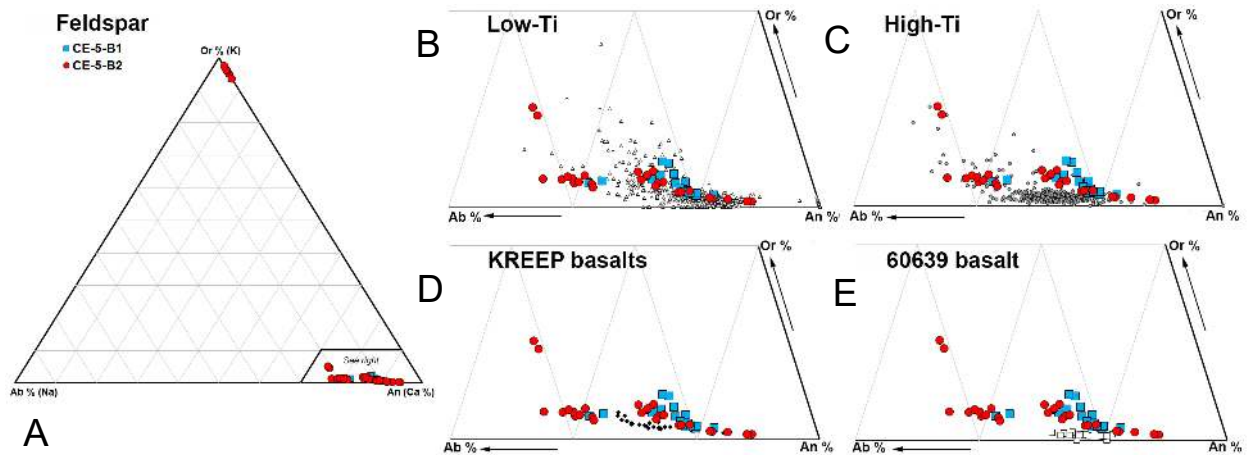 Feldspar
CE-5-B1
CE-5-B2
Or % (K)
See right
Ab % (Na)
An (Ca %)
A
B
Low-Ti
Or %
Ab %
An %
C
High-Ti
Or %
Ab %
An %
D
KREEP basalts
Or %
Ab %
An %
E
60639 basalt
Or %
Ab %
An %